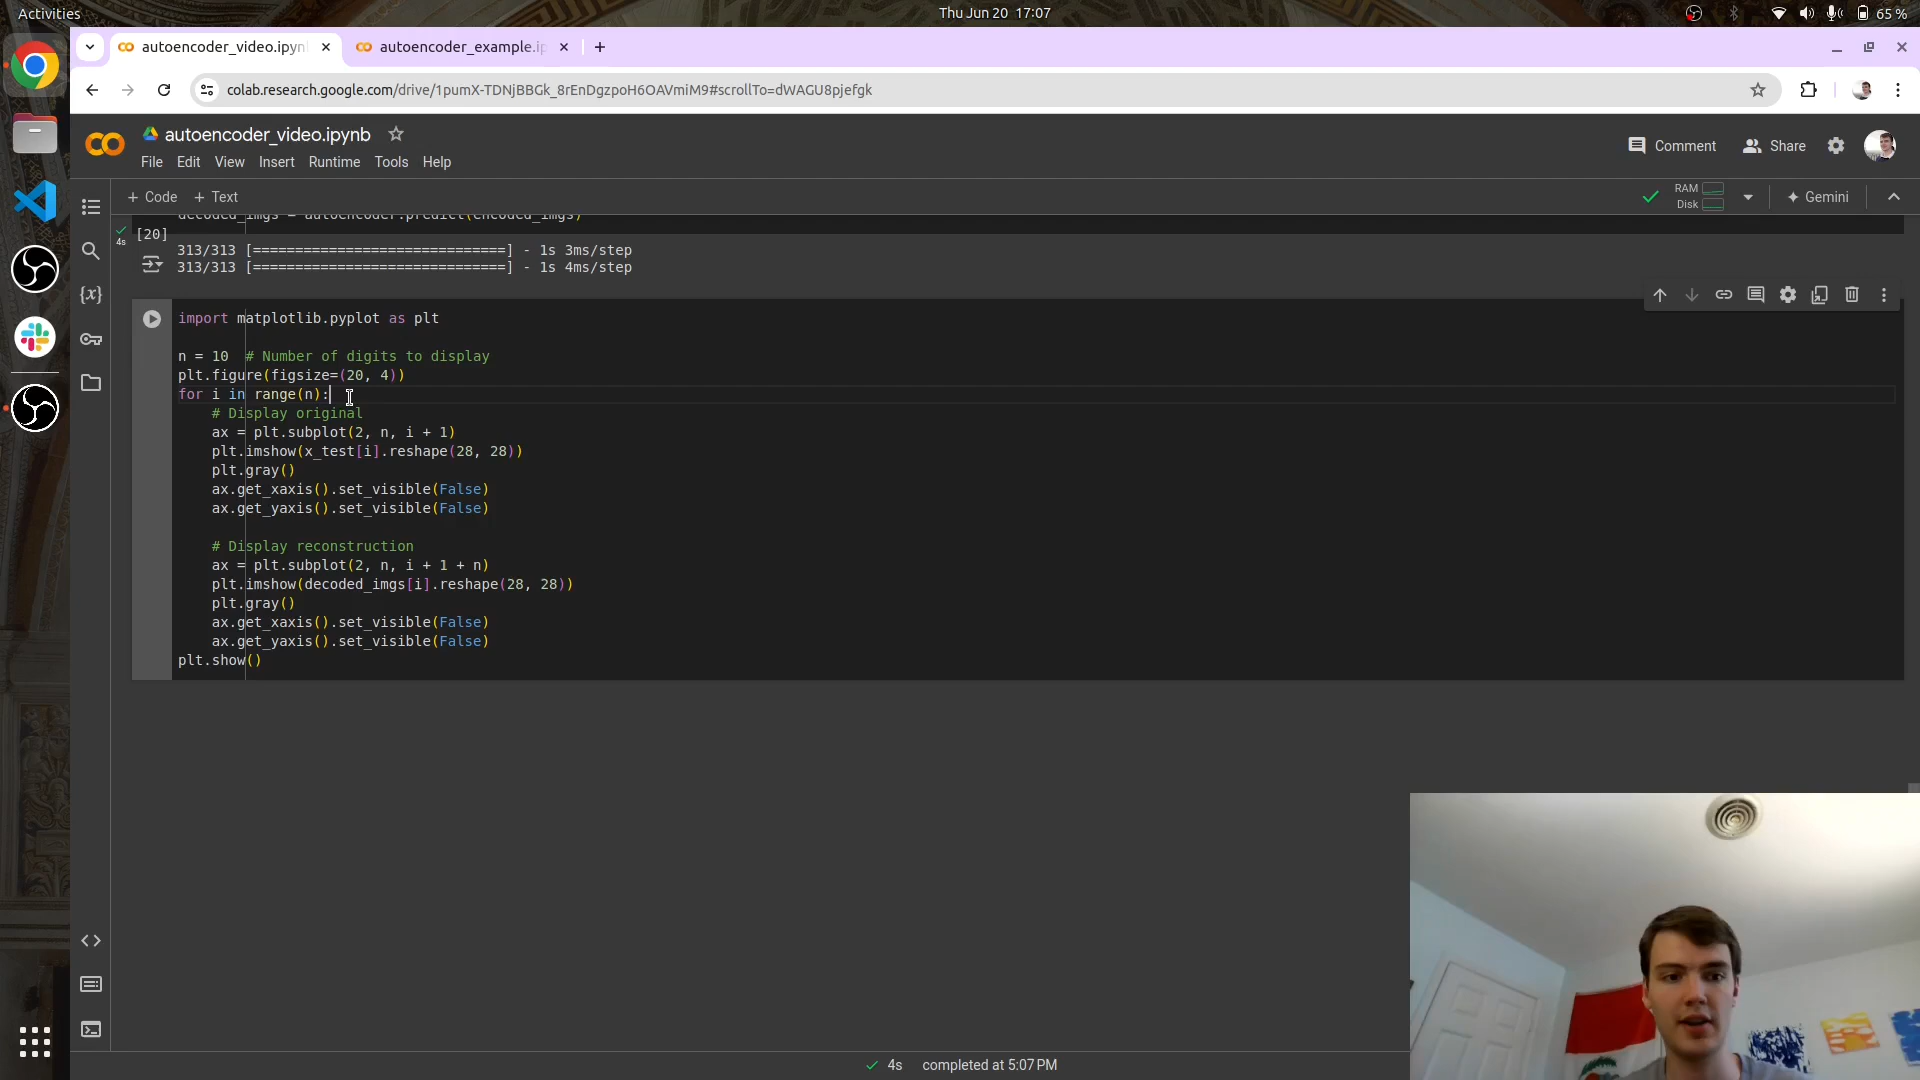 Activities
Thu Jun 20 17:07
65 %
autoencoder_video.ipyn
autoencoder_example.ip
colab.research.google.com/drive/1pumX-TDNjBBGk_8rEnDgzpoH6OAVmiM9#scrollTo=dWAGU8pjefgk
autoencoder_video.ipynb
File Edit View Insert Runtime Tools Help
Comment
Share
+ Code + Text
RAM
Disk
Gemini
decoded_imgs = autoencoder.predict(encoded_imgs)
4s
[20]
313/313 [==============================] - 1s 3ms/step
313/313 [==============================] - 1s 4ms/step
import matplotlib.pyplot as plt
n = 10  # Number of digits to display
plt.figure(figsize=(20, 4))
for i in range(n):
    # Display original
    ax = plt.subplot(2, n, i + 1)
    plt.imshow(x_test[i].reshape(28, 28))
    plt.gray()
    ax.get_xaxis().set_visible(False)
    ax.get_yaxis().set_visible(False)
    # Display reconstruction
    ax = plt.subplot(2, n, i + 1 + n)
    plt.imshow(decoded_imgs[i].reshape(28, 28))
    plt.gray()
    ax.get_xaxis().set_visible(False)
    ax.get_yaxis().set_visible(False)
plt.show()
4s completed at 5:07 PM